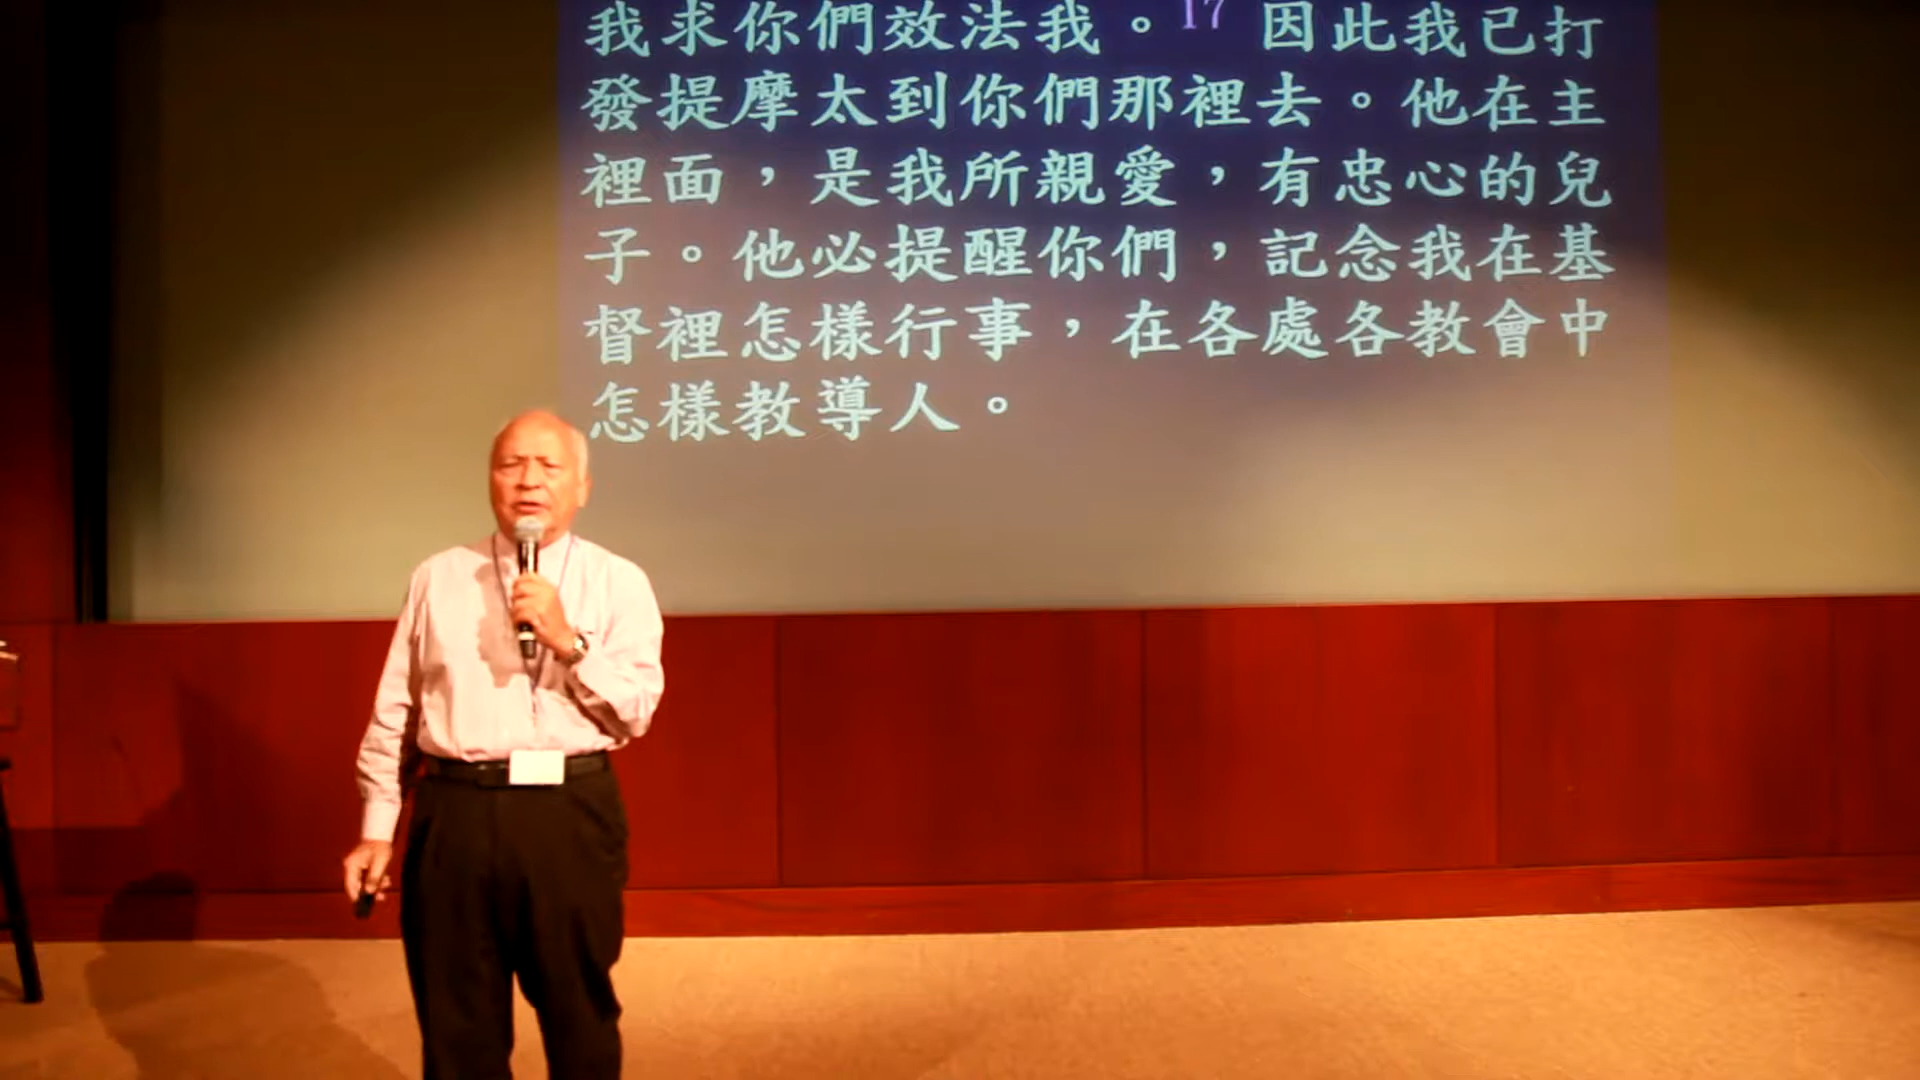 我求你們效法我。17 因此我已打
發提摩太到你們那裡去。他在主
裡面，是我所親愛，有忠心的兒
子。他必提醒你們，記念我在基
督裡怎樣行事，在各處各教會中
怎樣教導人。